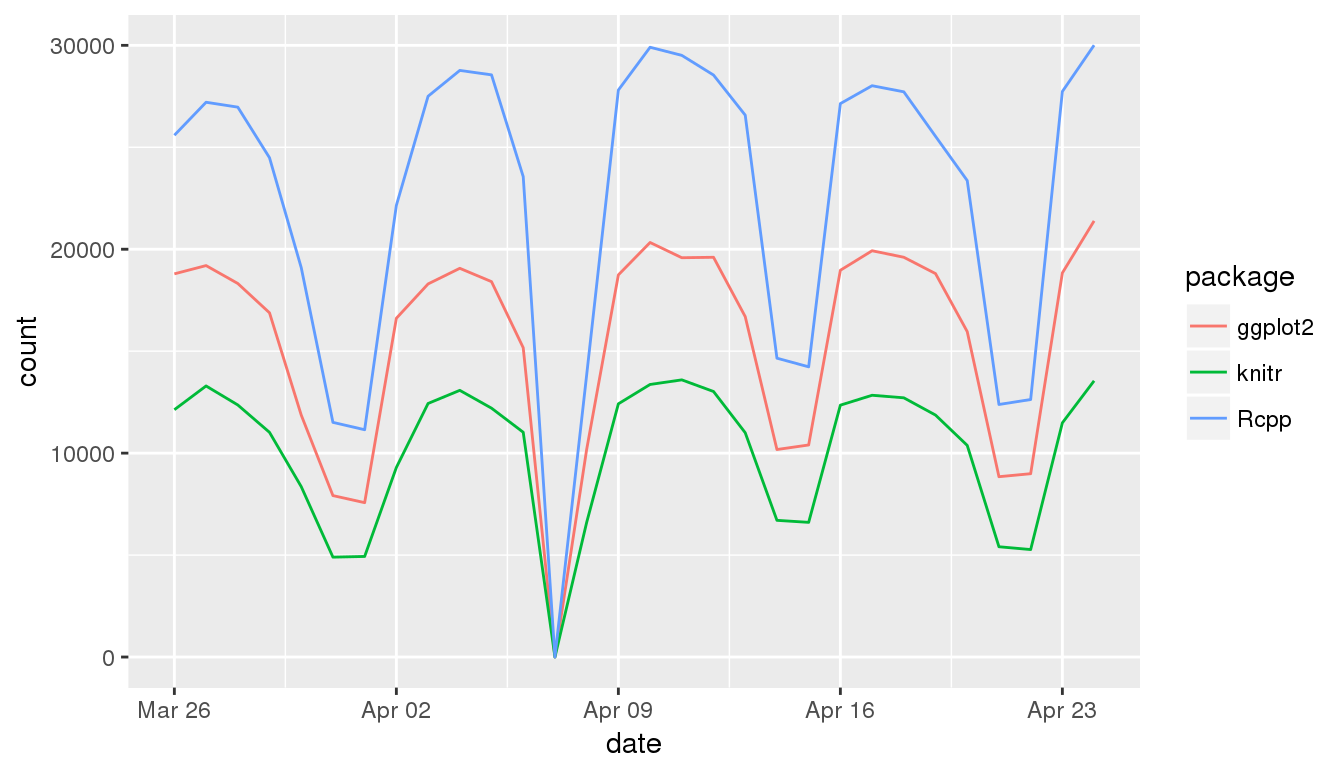 30000
20000
10000
0
count
Mar 26 Apr 02 Apr 09 Apr 16 Apr 23
date
package
ggplot2
knitr
Rcpp